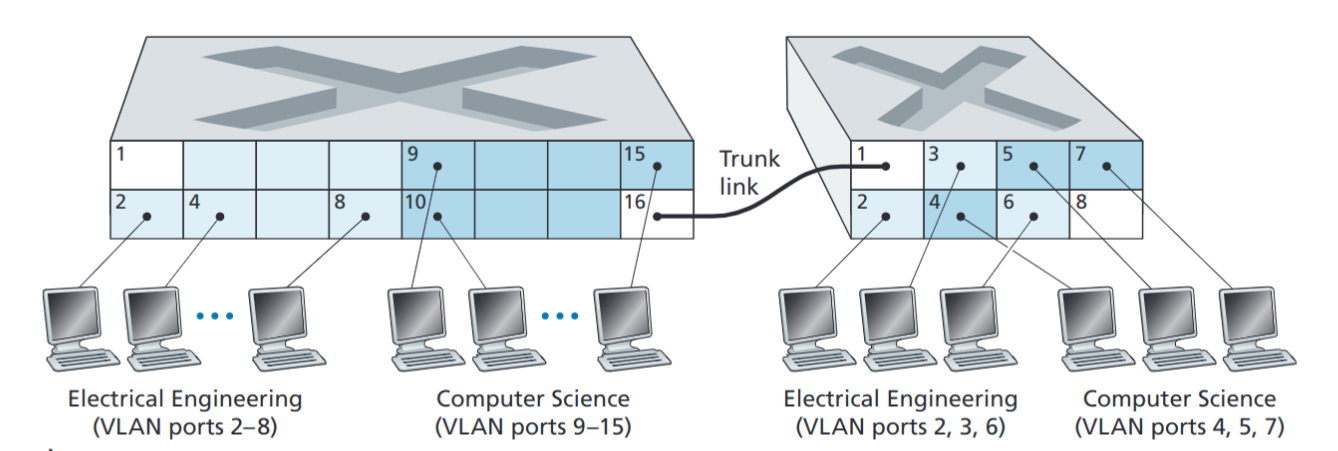 1
9
15
2
4
8
10
16
Trunk
link
1
3
5
7
2
4
6
8
Electrical Engineering
(VLAN ports 2–8)
Computer Science
(VLAN ports 9–15)
Electrical Engineering
(VLAN ports 2, 3, 6)
Computer Science
(VLAN ports 4, 5, 7)